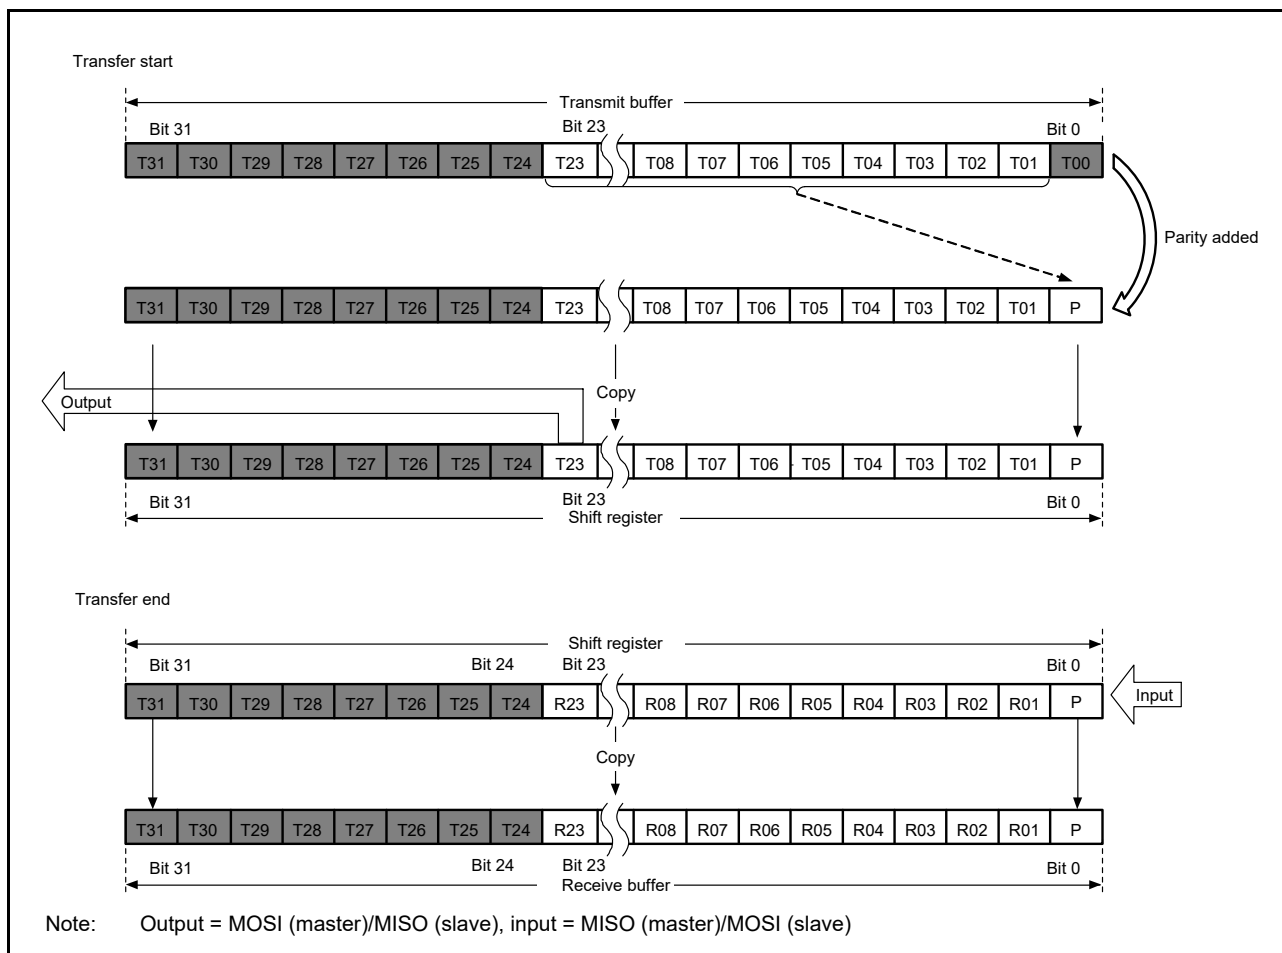 Transfer start
Transmit buffer
Bit 31 Bit 23 Bit 0
T31 T30 T29 T28 T27 T26 T25 T24 T23 T08 T07 T06 T05 T04 T03 T02 T01 T00
Parity added
T31 T30 T29 T28 T27 T26 T25 T24 T23 T08 T07 T06 T05 T04 T03 T02 T01 P
Copy
Output
T31 T30 T29 T28 T27 T26 T25 T24 T23 T08 T07 T06 T05 T04 T03 T02 T01 P
Bit 31 Bit 23 Bit 0
Shift register
Transfer end
Shift register
Bit 31 Bit 24 Bit 23 Bit 0
T31 T30 T29 T28 T27 T26 T25 T24 R23 R08 R07 R06 R05 R04 R03 R02 R01 P
Input
Copy
T31 T30 T29 T28 T27 T26 T25 T24 R23 R08 R07 R06 R05 R04 R03 R02 R01 P
Bit 31 Bit 24 Bit 23 Bit 0
Receive buffer
Note: Output = MOSI (master)/MISO (slave), input = MISO (master)/MOSI (slave)